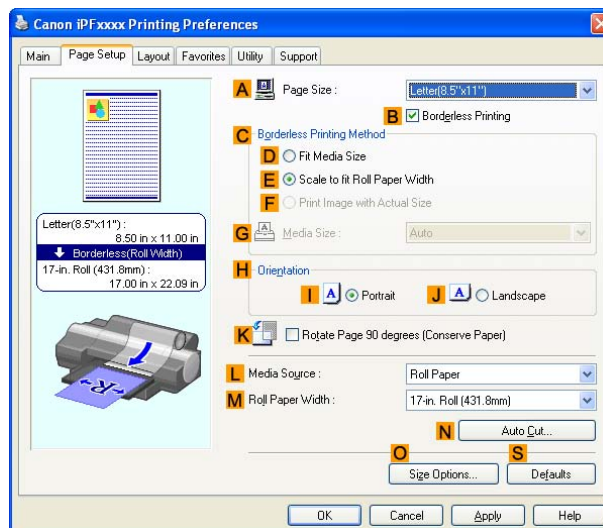 Canon iPFxxxx Printing Preferences
Main Page Setup Layout Favorites Utility Support
A Page Size : Letter(8.5"x11")
B Borderless Printing
C Borderless Printing Method
D Fit Media Size
E Scale to fit Roll Paper Width
F Print Image with Actual Size
G Media Size : Auto
Letter(8.5"x11") :
8.50 in x 11.00 in
Borderless(Roll Width)
17-in. Roll (431.8mm) :
17.00 in x 22.09 in
H Orientation
I A Portrait J A Landscape
K Rotate Page 90 degrees (Conserve Paper)
R
L Media Source : Roll Paper
M Roll Paper Width : 17-in. Roll (431.8mm)
N Auto Cut...
O S
Size Options... Defaults
OK Cancel Apply Help